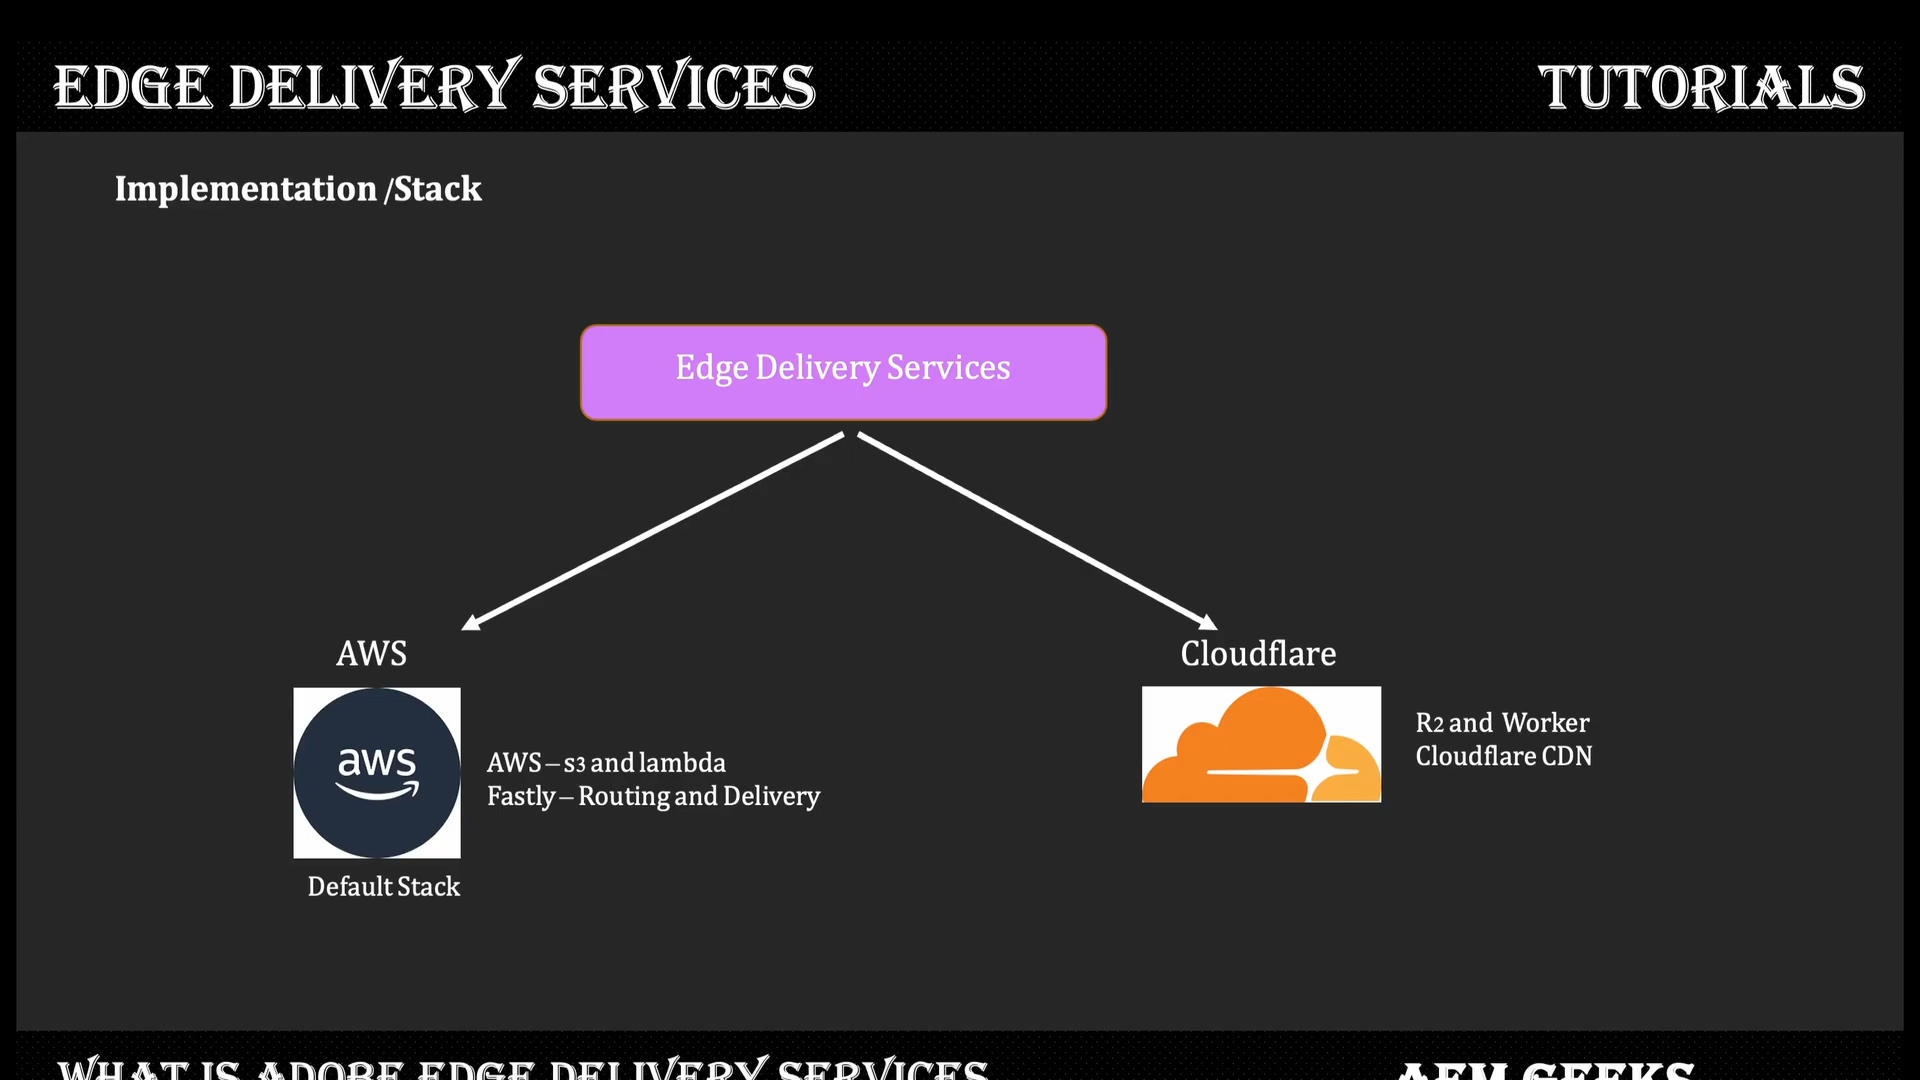 EDGE DELIVERY SERVICES
TUTORIALS
Implementation /Stack
Edge Delivery Services
AWS
Cloudflare
aws
R2 and Worker
Cloudflare CDN
AWS – s3 and lambda
Fastly – Routing and Delivery
Default Stack
WHAT IS ADOBE EDGE DELIVERY SERVICES
AEM GEEKS